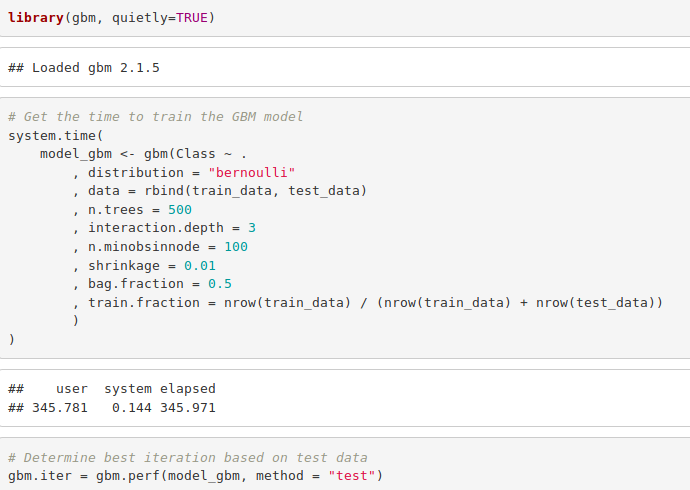 library(gbm, quietly=TRUE)
## Loaded gbm 2.1.5
# Get the time to train the GBM model
system.time(
    model_gbm <- gbm(Class ~ .
        , distribution = "bernoulli"
        , data = rbind(train_data, test_data)
        , n.trees = 500
        , interaction.depth = 3
        , n.minobsinnode = 100
        , shrinkage = 0.01
        , bag.fraction = 0.5
        , train.fraction = nrow(train_data) / (nrow(train_data) + nrow(test_data))
        )
)
##    user  system elapsed
## 345.781   0.144 345.971
# Determine best iteration based on test data
gbm.iter = gbm.perf(model_gbm, method = "test")